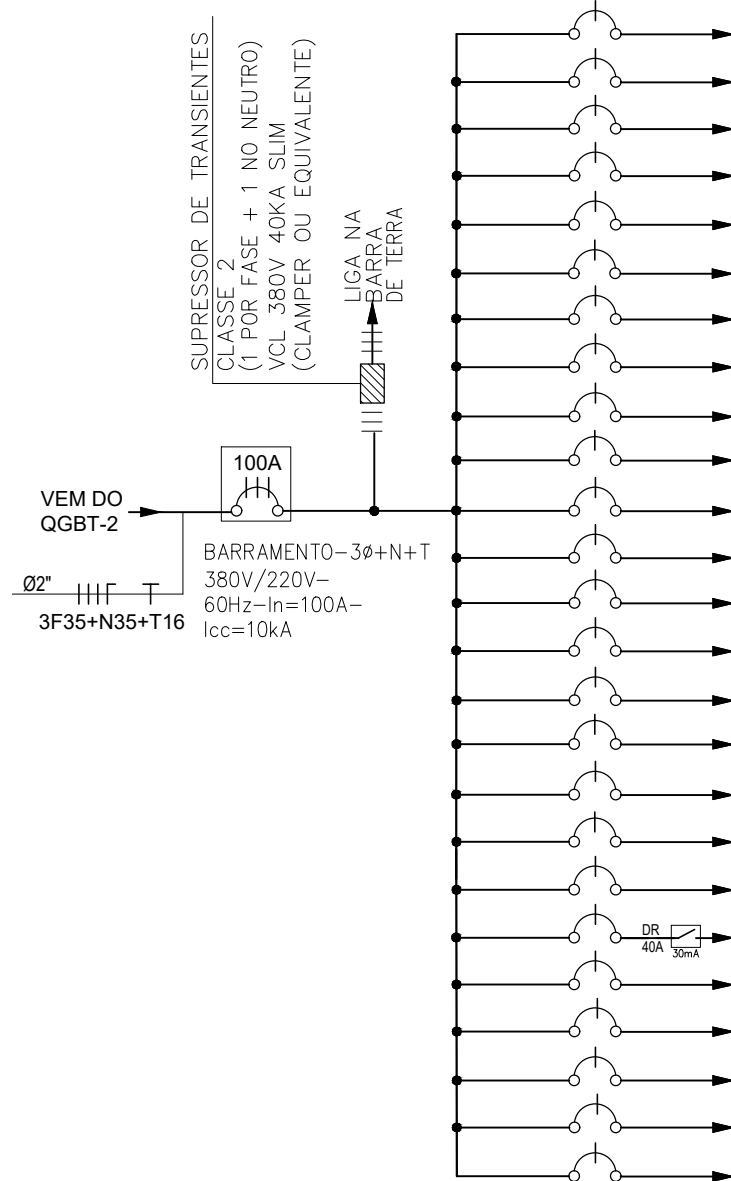 SUPRESSOR DE TRANSIENTES
CLASSE 2
(1 POR FASE + 1 NO NEUTRO)
VCL 380V 40KA SLIM
(CLAMPER OU EQUIVALENTE)
LIGA NA
BARRA
DE TERRA
100A
VEM DO
QGBT-2
BARRAMENTO-3ø+N+T
380V/220V-
60Hz-In=100A-
Icc=10kA
Ø2"
3F35+N35+T16
DR
40A
30mA